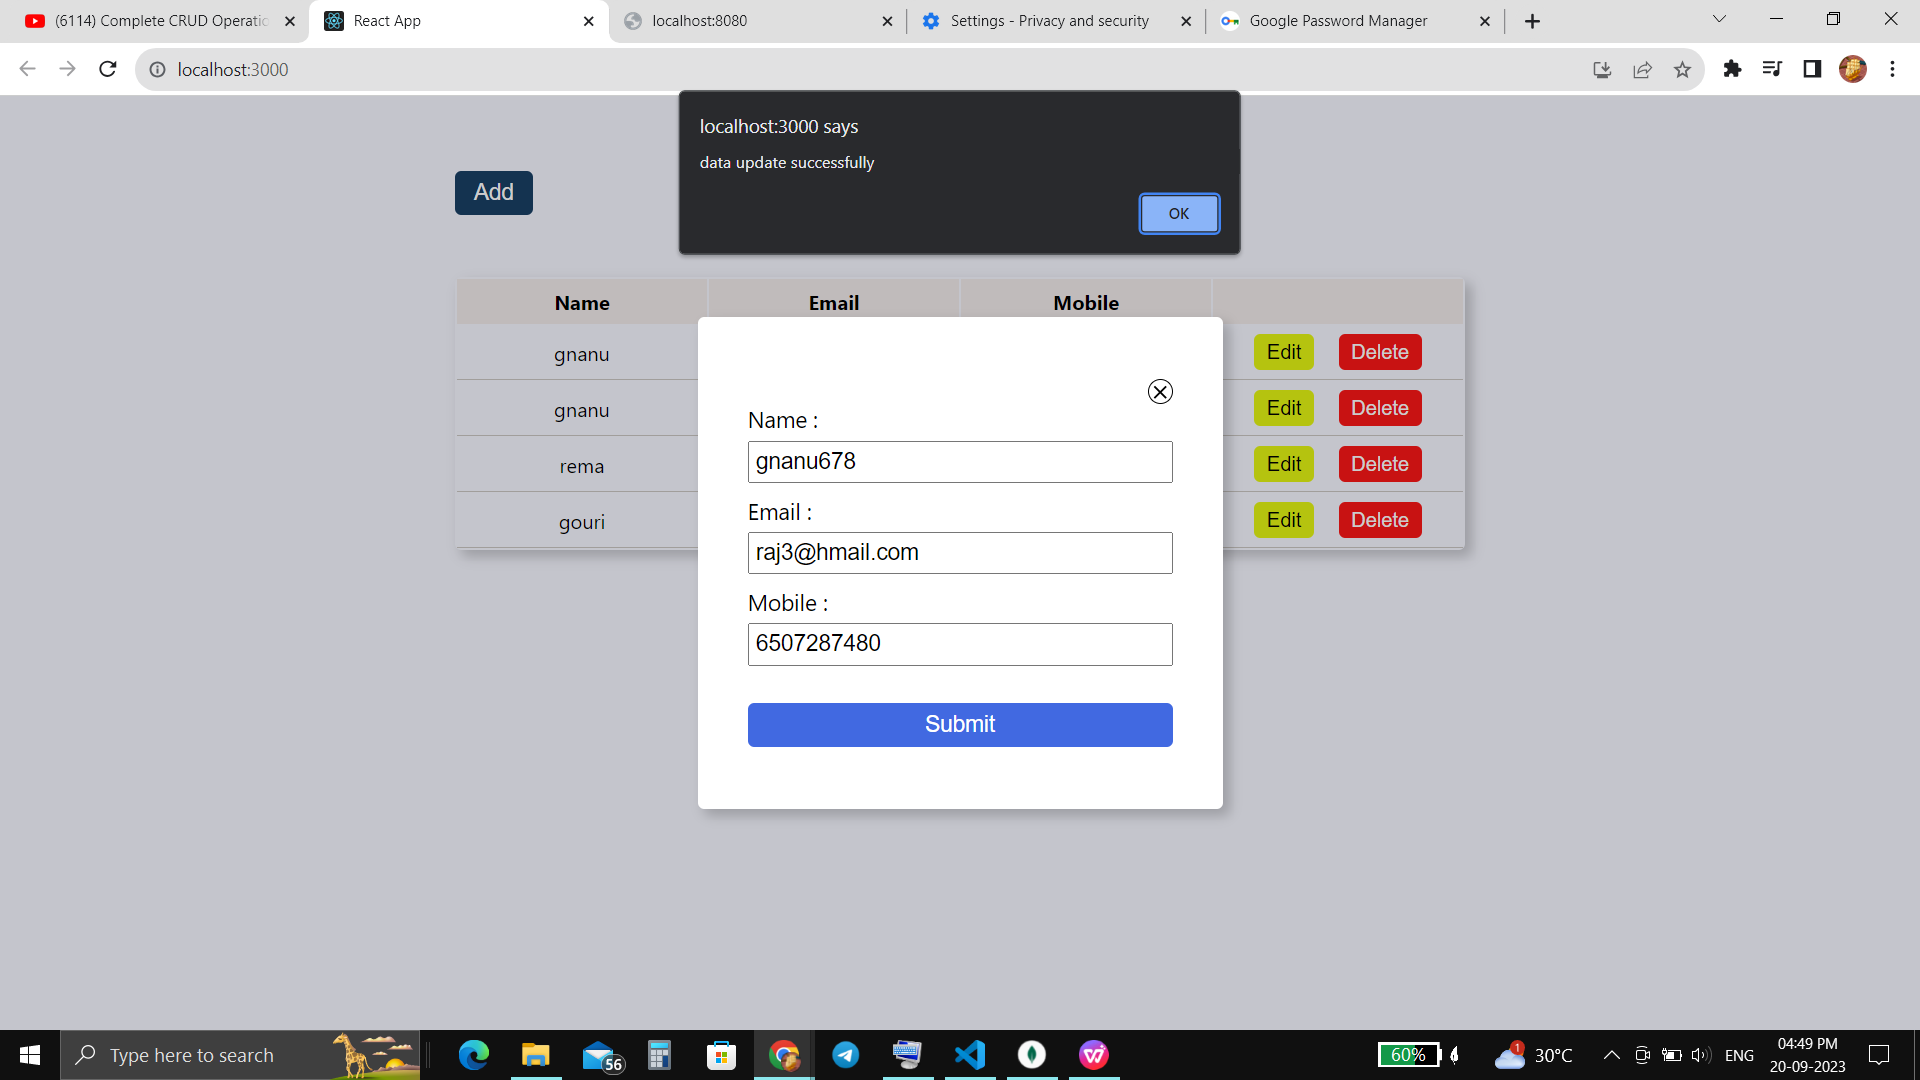 (6114) Complete CRUD Operatic
React App
localhost:8080
Settings - Privacy and security
Google Password Manager
localhost:3000
localhost:3000 says
data update successfully
OK
Add
Name Email Mobile
gnanu Edit Delete
gnanu Edit Delete
rema Edit Delete
gouri Edit Delete
Name :
gnanu678
Email :
raj3@hmail.com
Mobile :
6507287480
Submit
Type here to search
56
60%
1
30°C
ENG
04:49 PM
20-09-2023